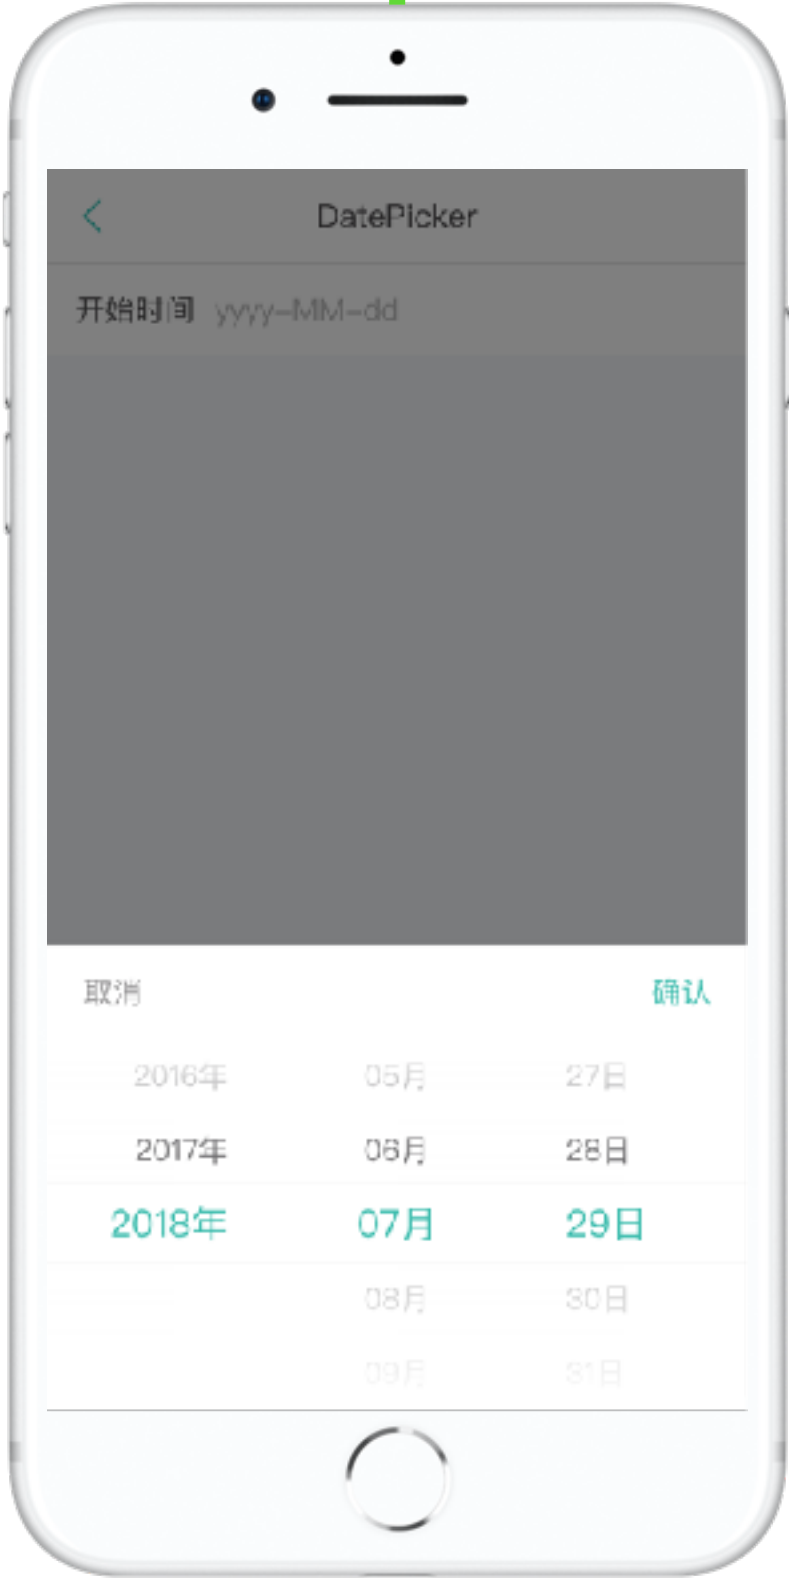 DatePicker
开始时间 yyyy-MM-dd
取消 确认
2016年 05月 27日
2017年 06月 28日
2018年 07月 29日
08月 30日
09月 31日